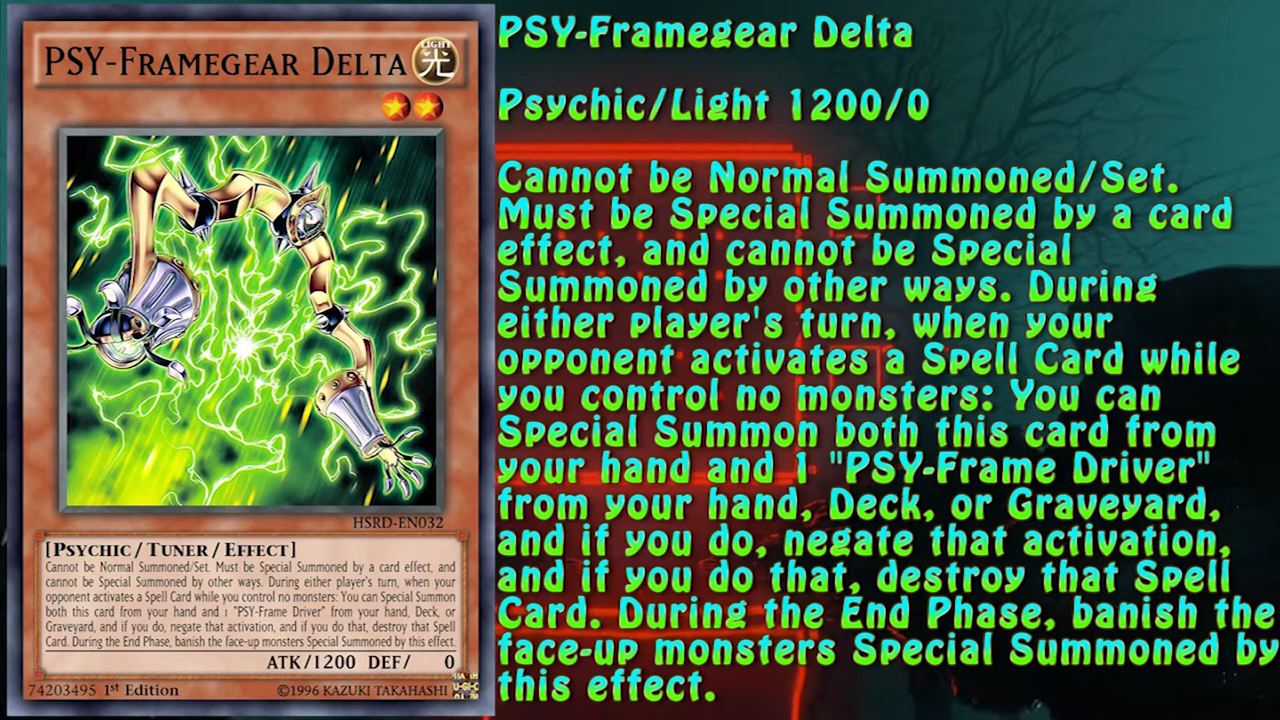 PSY-FRAMEGEAR DELTA
LIGHT
光
HSRD-EN032
[PSYCHIC / TUNER / EFFECT]
Cannot be Normal Summoned/Set. Must be Special Summoned by a card effect, and
cannot be Special Summoned by other ways. During either player's turn, when your
opponent activates a Spell Card while you control no monsters: You can Special Summon
both this card from your hand and 1 "PSY-Frame Driver" from your hand, Deck, or
Graveyard, and if you do, negate that activation, and if you do that, destroy that Spell
Card. During the End Phase, banish the face-up monsters Special Summoned by this effect.
ATK/1200 DEF/ 0
74203495 1st Edition ©1996 KAZUKI TAKAHASHI
PSY-Framegear Delta
Psychic/Light 1200/0
Cannot be Normal Summoned/Set.
Must be Special Summoned by a card
effect, and cannot be Special
Summoned by other ways. During
either player's turn, when your
opponent activates a Spell Card while
you control no monsters: You can
Special Summon both this card from
your hand and 1 "PSY-Frame Driver"
from your hand, Deck, or Graveyard,
and if you do, negate that activation,
and if you do that, destroy that Spell
Card. During the End Phase, banish the
face-up monsters Special Summoned by
this effect.